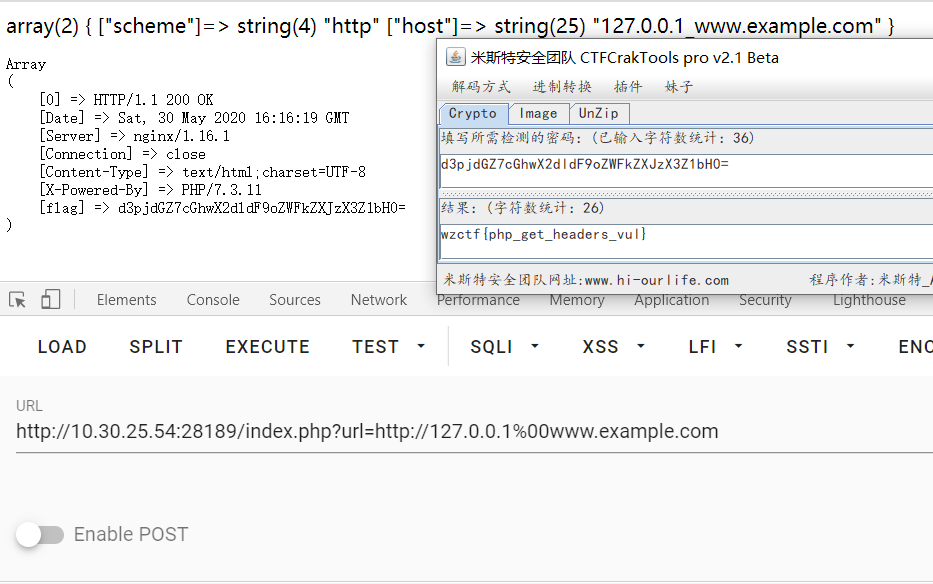 array(2) { ["scheme"]=> string(4) "http" ["host"]=> string(25) "127.0.0.1_www.example.com" }
Array
(
[0] => HTTP/1.1 200 OK
[Date] => Sat, 30 May 2020 16:16:19 GMT
[Server] => nginx/1.16.1
[Connection] => close
[Content-Type] => text/html;charset=UTF-8
[X-Powered-By] => PHP/7.3.11
[flag] => d3pjdGZ7cGhwX2dldF9oZWFkZXJzX3Z1bH0=
)
米斯特安全团队 CTFCrakTools pro v2.1 Beta
解码方式 进制转换 插件 妹子
Crypto Image UnZip
填写所需检测的密码：(已输入字符数统计：36)
d3pjdGZ7cGhwX2dldF9oZWFkZXJzX3Z1bH0=
结果：(字符数统计：26)
wzctf{php_get_headers_vul}
米斯特安全团队网址:www.hi-ourlife.com 程序作者:米斯特_A
Elements Console Sources Network Performance Memory Application Security Lighthouse
LOAD SPLIT EXECUTE TEST SQLI XSS LFI SSTI ENC
URL
http://10.30.25.54:28189/index.php?url=http://127.0.0.1%00www.example.com
Enable POST